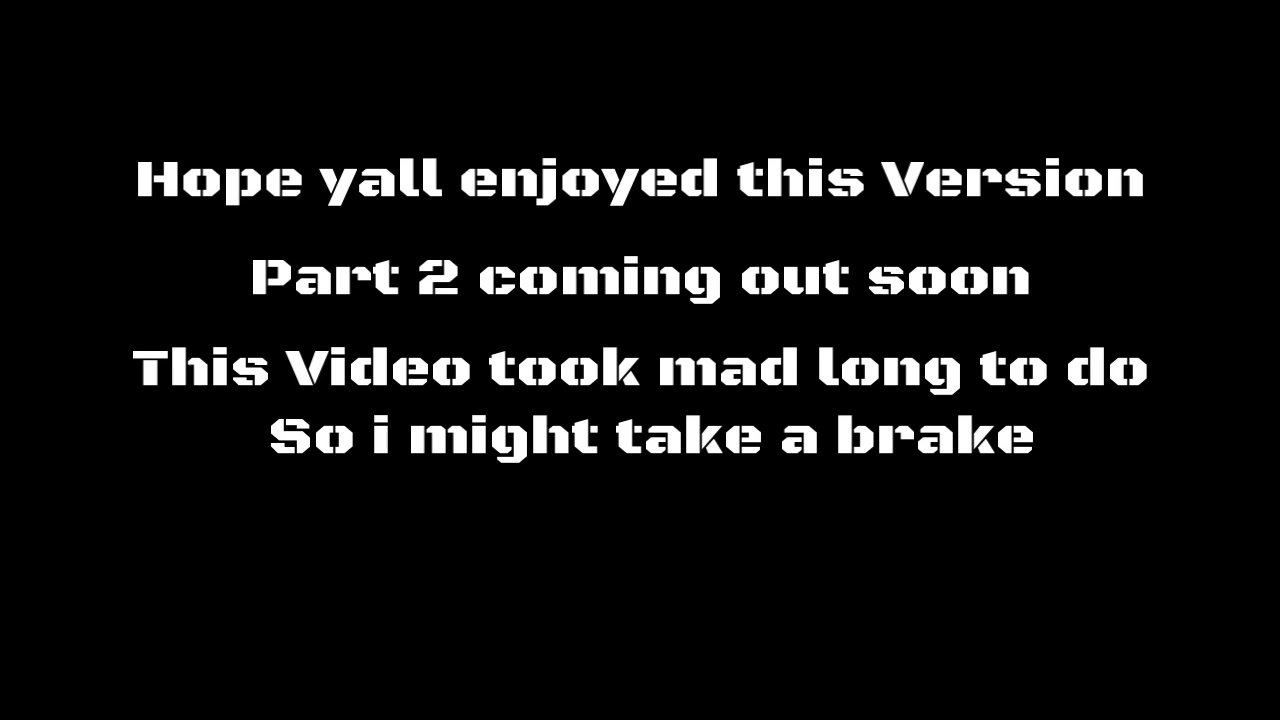 Hope yall enjoyed this Version
Part 2 coming out soon
This Video took mad long to do
So i might take a brake